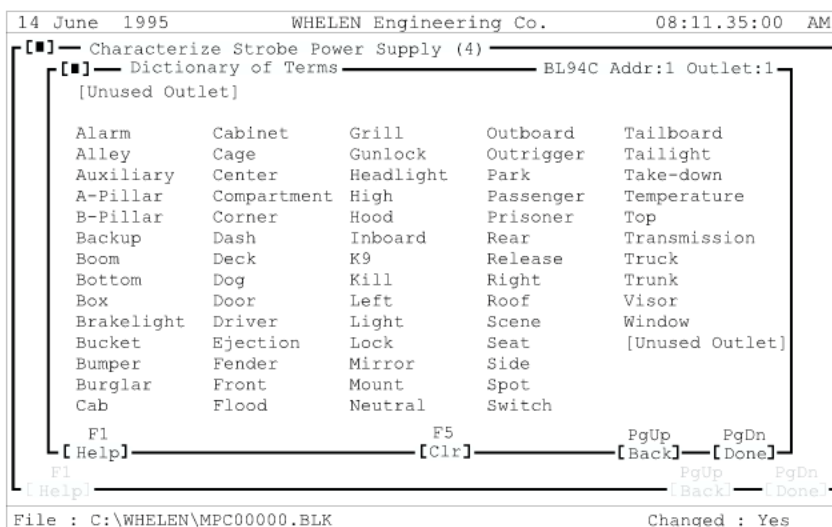 14 June 1995 WHELEN Engineering Co. 08:11.35:00 AM
[■] Characterize Strobe Power Supply (4)
[■] Dictionary of Terms BL94C Addr:1 Outlet:1
[Unused Outlet]
Alarm Cabinet Grill Outboard Tailboard
Alley Cage Gunlock Outrigger Tailight
Auxiliary Center Headlight Park Take-down
A-Pillar Compartment High Passenger Temperature
B-Pillar Corner Hood Prisoner Top
Backup Dash Inboard Rear Transmission
Boom Deck K9 Release Truck
Bottom Dog Kill Right Trunk
Box Door Left Roof Visor
Brakelight Driver Light Scene Window
Bucket Ejection Lock Seat [Unused Outlet]
Bumper Fender Mirror Side
Burglar Front Mount Spot
Cab Flood Neutral Switch
F1 F5 PgUp PgDn
[Help] [Clr] [Back] [Done]
F1 PgUp PgDn
[Help] [Back] [Done]
File : C:\WHELEN\MPC00000.BLK Changed : Yes